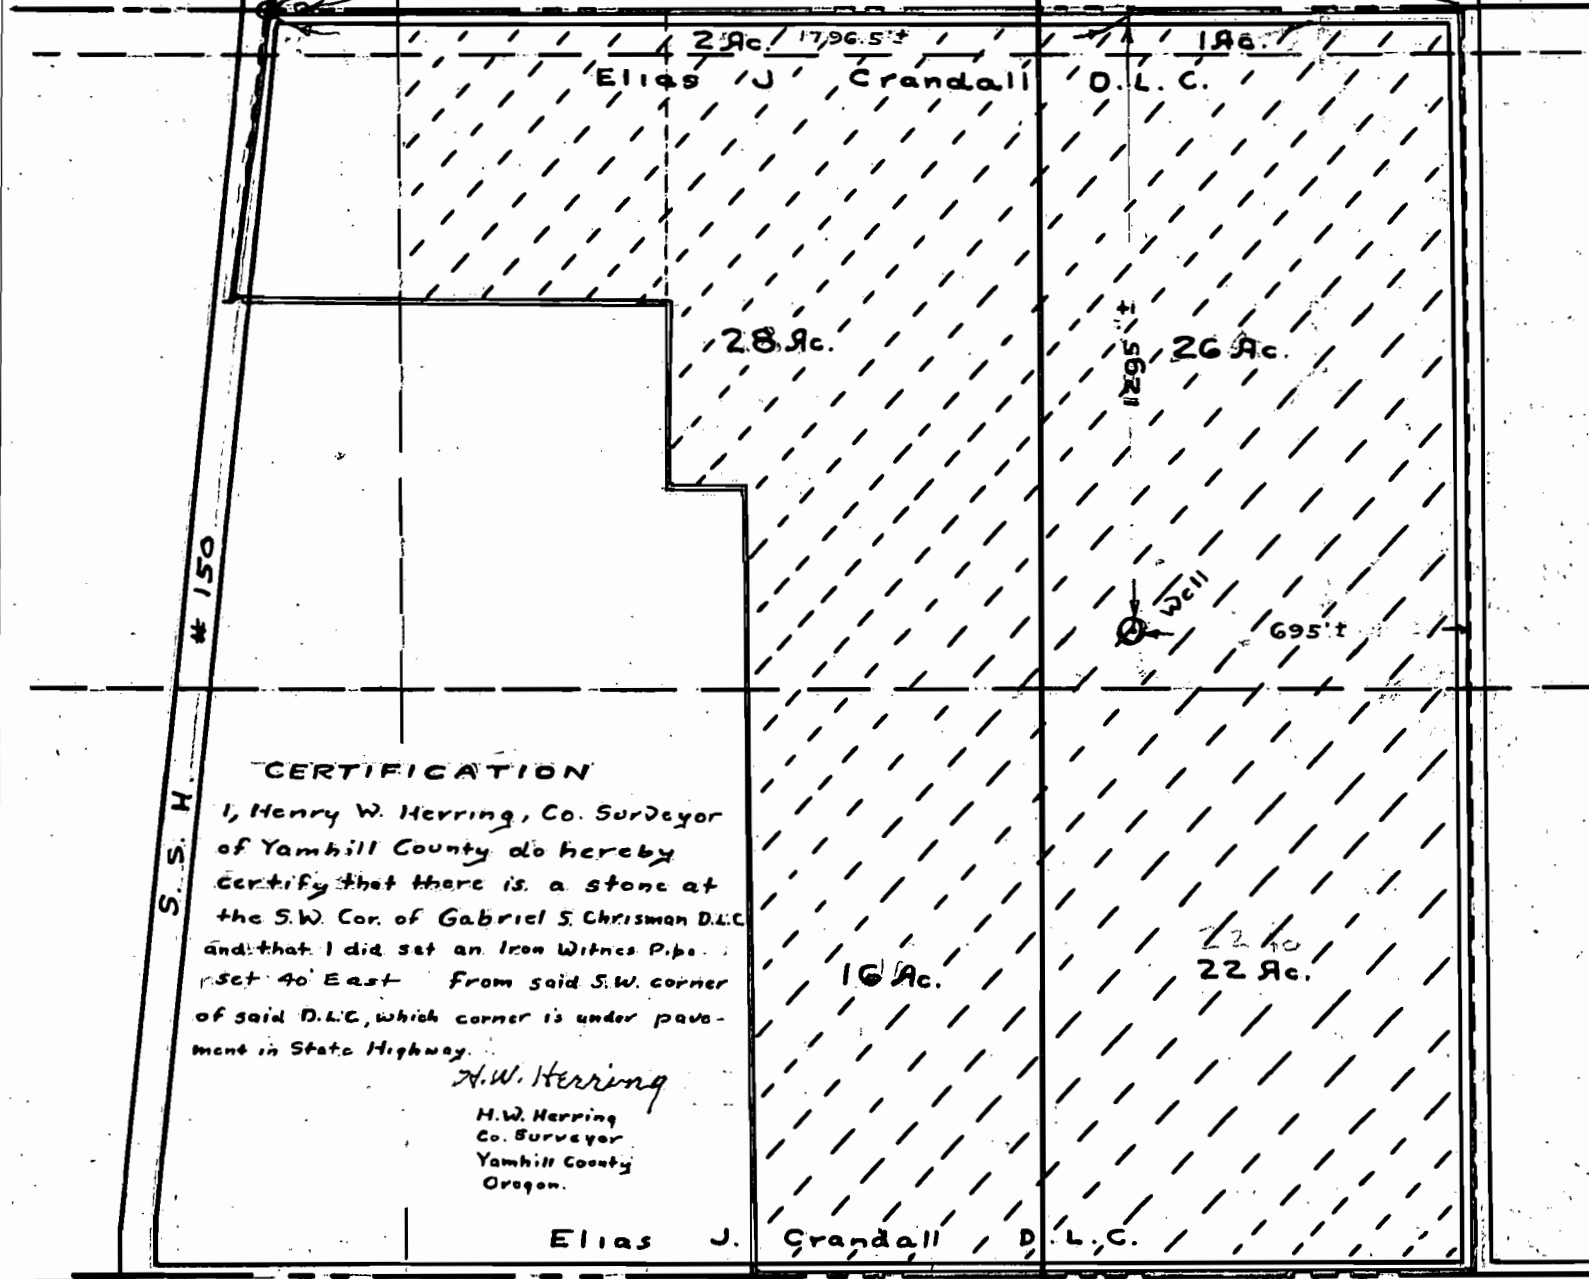 2 Ac. 1796.5'± 1 Ac.
Elias J Crandall D.L.C.
28 Ac.
1295'±
26 Ac.
Well
695'±
# 150
S. S. H.
CERTIFICATION
I, Henry W. Herring, Co. Surveyor
of Yamhill County do hereby
certify that there is a stone at
the S.W. Cor. of Gabriel S. Chrisman D.L.C
and that I did set an Iron Witnes Pipe
set 40' East from said S.W. corner
of said D.L.C, which corner is under pave-
ment in State Highway.
H.W. Herring
H.W. Herring
Co. Surveyor
Yamhill County
Oregon.
16 Ac.
22 Ac
22 Ac.
Elias J. Crandall D.L.C.